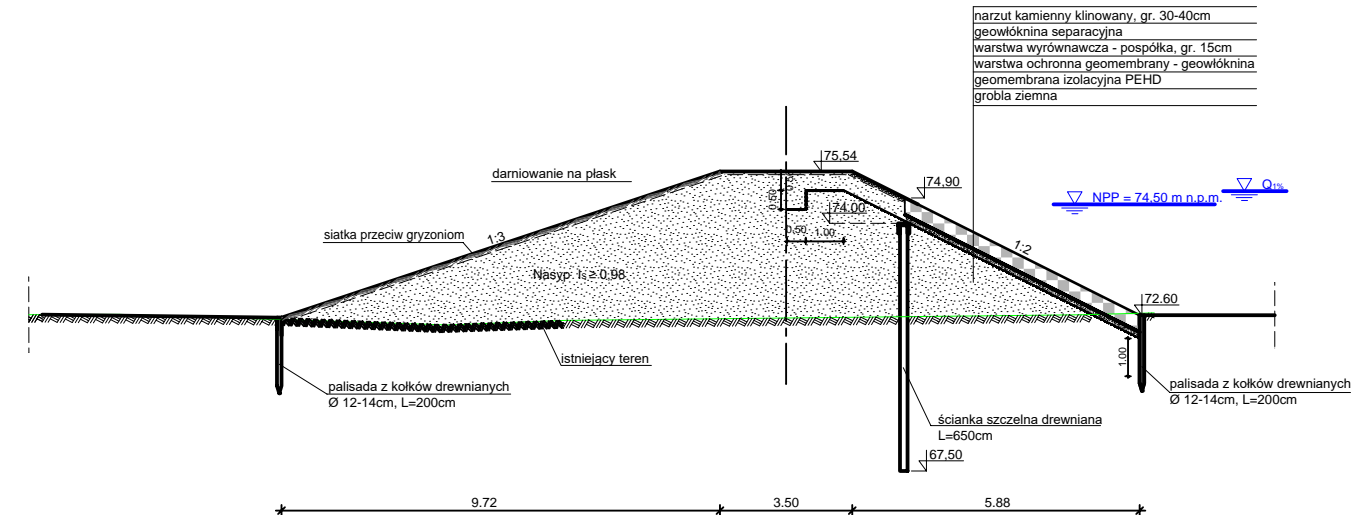 narzut kamienny klinowany, gr. 30-40cm
geowłóknina separacyjna
warstwa wyrównawcza - pospółka, gr. 15cm
warstwa ochronna geomembrany - geowłóknina
geomembrana izolacyjna PEHD
grobla ziemna
75,54
darniowanie na płask
74,90
Q1%
NPP = 74,50 m n.p.m.
0.50
74.00
siatka przeciw gryzoniom
1:3
0.50
1.00
1:2
Nasyp: Is ≥ 0,98
72.60
1.00
istniejący teren
palisada z kołków drewnianych
Ø 12-14cm, L=200cm
palisada z kołków drewnianych
Ø 12-14cm, L=200cm
ścianka szczelna drewniana
L=650cm
67,50
9.72
3.50
5.88